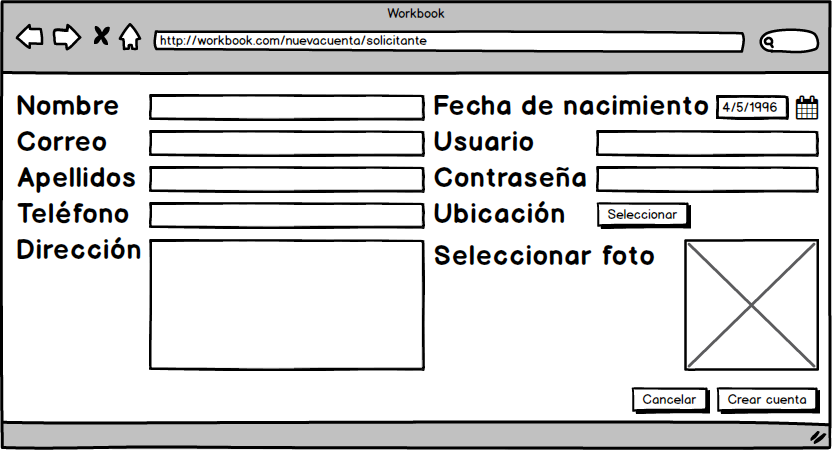 Workbook
http://workbook.com/nuevacuenta/solicitante
Nombre
Fecha de nacimiento 4/5/1996
Correo
Usuario
Apellidos
Contraseña
Teléfono
Ubicación Seleccionar
Dirección
Seleccionar foto
Cancelar
Crear cuenta